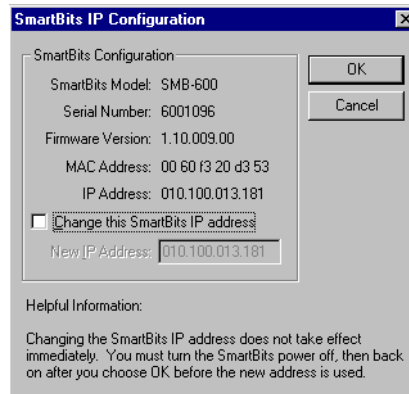 SmartBits IP Configuration
SmartBits Configuration
OK
SmartBits Model: SMB-600
Serial Number: 6001096
Cancel
Firmware Version: 1.10.009.00
MAC Address: 00 60 f3 20 d3 53
IP Address: 010.100.013.181
Change this SmartBits IP address
New IP Address: 010.100.013.181
Helpful Information:
Changing the SmartBits IP address does not take effect
immediately. You must turn the SmartBits power off, then back
on after you choose OK before the new address is used.